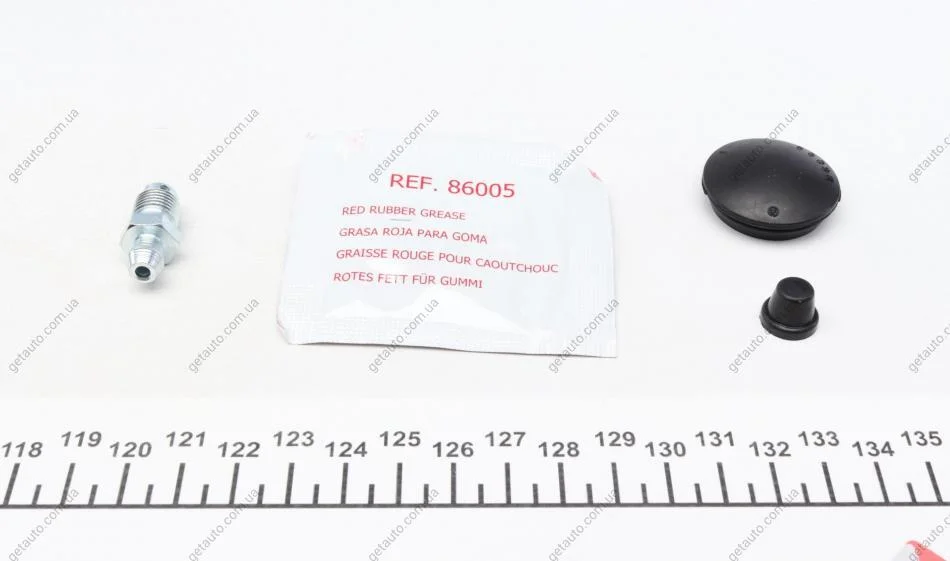 REF. 86005
RED RUBBER GREASE
GRASA ROJA PARA GOMA
GRAISSE ROUGE POUR CAOUTCHOUC
ROTES FETT FÜR GUMMI
118 119 120 121 122 123 124 125 126 127 128 129 130 131 132 133 134 135
getauto.com.ua